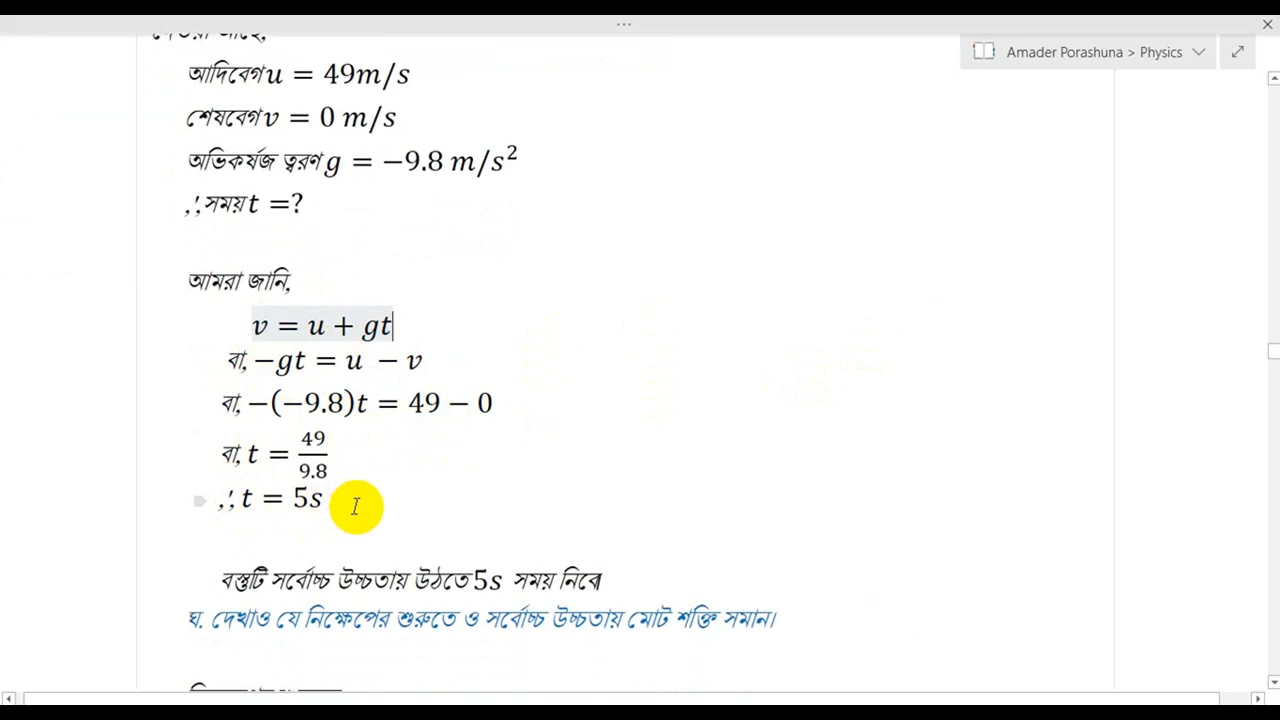 Amader Porashuna > Physics
আদিবেগ u = 49m/s
শেষবেগ v = 0 m/s
অভিকর্ষজ ত্বরণ g = −9.8 m/s²
∴ সময় t =?
আমরা জানি,
v = u + gt
বা, −gt = u − v
বা, −(−9.8)t = 49 − 0
বা, t = 49/9.8
∴ t = 5s
বস্তুটি সর্বোচ্চ উচ্চতায় উঠতে 5s সময় নিবে।
ঘ. দেখাও যে নিক্ষেপের শুরুতে ও সর্বোচ্চ উচ্চতায় মোট শক্তি সমান।